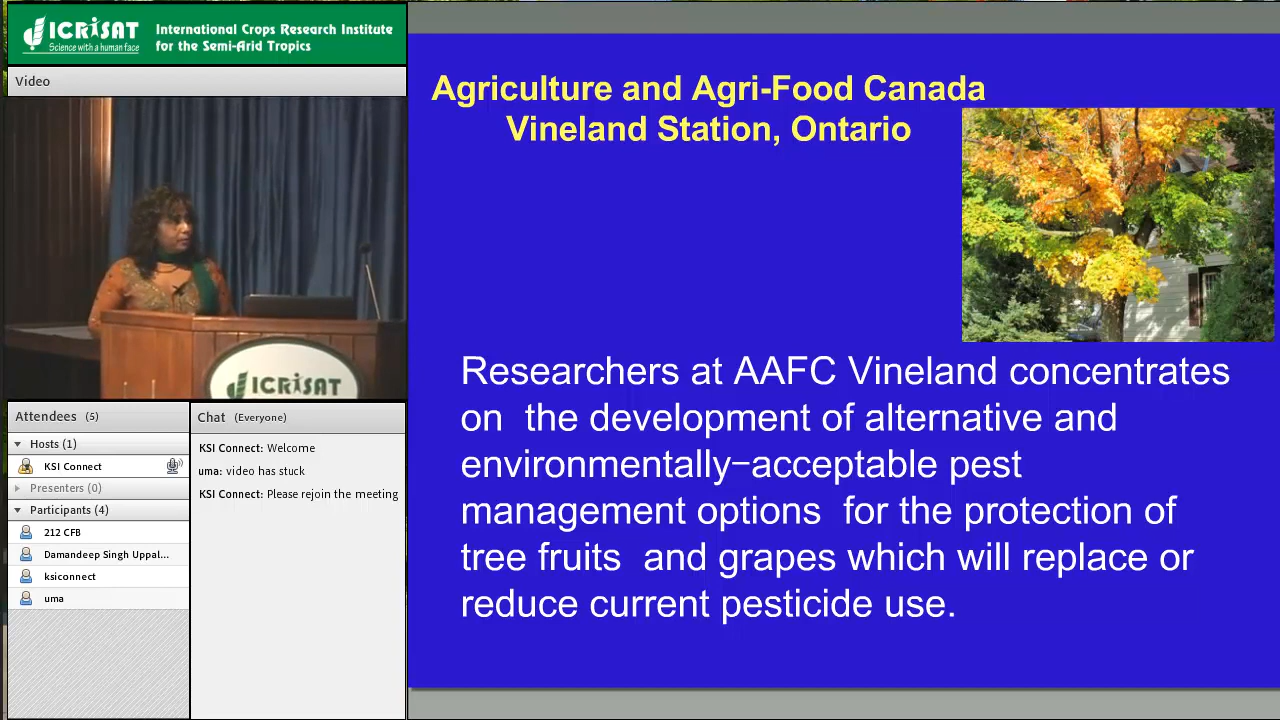 ICRISAT
Science with a human face
International Crops Research Institute
for the Semi-Arid Tropics
Video
ICRISAT
Attendees (5)
Hosts (1)
KSI Connect
Presenters (0)
Participants (4)
212 CFB
Damandeep Singh Uppal...
ksiconnect
uma
Chat (Everyone)
KSI Connect: Welcome
uma: video has stuck
KSI Connect: Please rejoin the meeting
Agriculture and Agri-Food Canada
Vineland Station, Ontario
Researchers at AAFC Vineland concentrates
on the development of alternative and
environmentally–acceptable pest
management options for the protection of
tree fruits and grapes which will replace or
reduce current pesticide use.